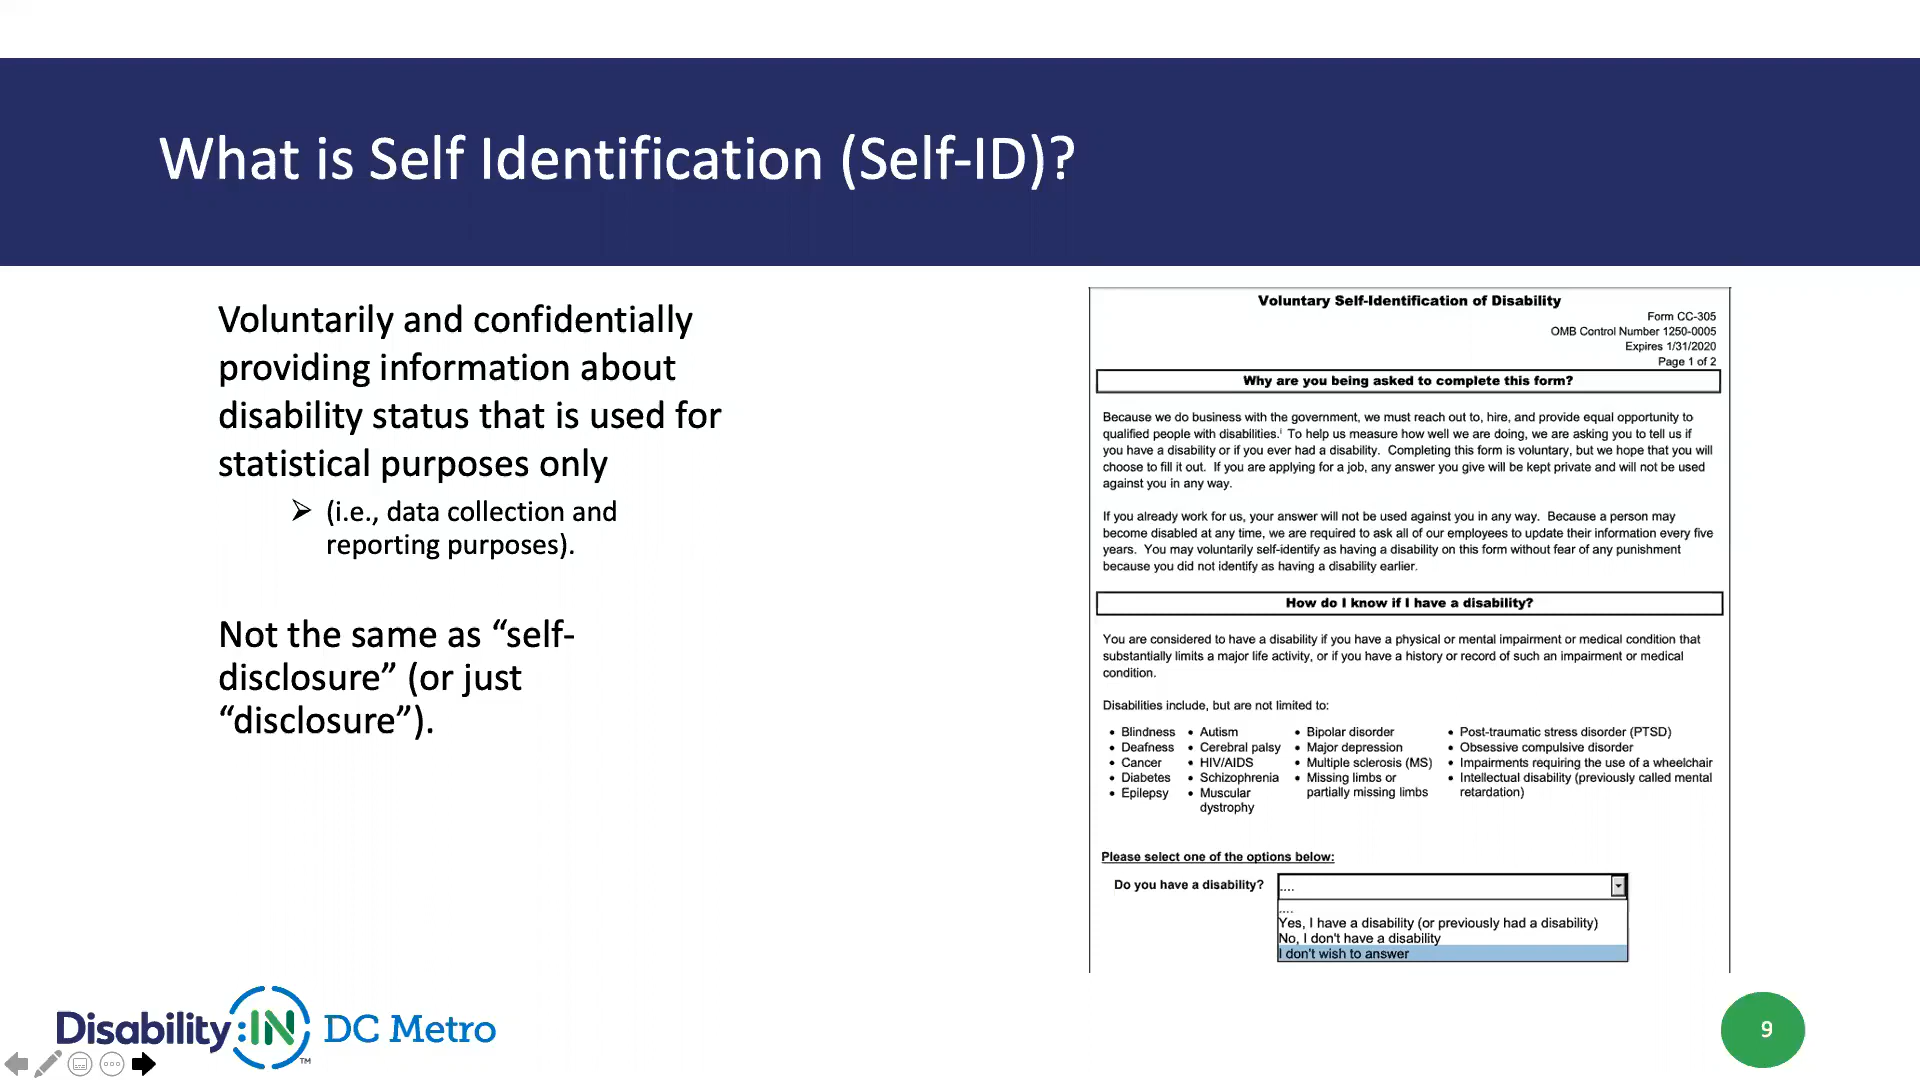 What is Self Identification (Self-ID)?
Voluntarily and confidentially
providing information about
disability status that is used for
statistical purposes only
➢ (i.e., data collection and
reporting purposes).
Not the same as “self-
disclosure” (or just
“disclosure”).
Voluntary Self-Identification of Disability
Form CC-305
OMB Control Number 1250-0005
Expires 1/31/2020
Page 1 of 2
Why are you being asked to complete this form?
Because we do business with the government, we must reach out to, hire, and provide equal opportunity to
qualified people with disabilities.i To help us measure how well we are doing, we are asking you to tell us if
you have a disability or if you ever had a disability. Completing this form is voluntary, but we hope that you will
choose to fill it out. If you are applying for a job, any answer you give will be kept private and will not be used
against you in any way.
If you already work for us, your answer will not be used against you in any way. Because a person may
become disabled at any time, we are required to ask all of our employees to update their information every five
years. You may voluntarily self-identify as having a disability on this form without fear of any punishment
because you did not identify as having a disability earlier.
How do I know if I have a disability?
You are considered to have a disability if you have a physical or mental impairment or medical condition that
substantially limits a major life activity, or if you have a history or record of such an impairment or medical
condition.
Disabilities include, but are not limited to:
• Blindness
• Deafness
• Cancer
• Diabetes
• Epilepsy
• Autism
• Cerebral palsy
• HIV/AIDS
• Schizophrenia
• Muscular
dystrophy
• Bipolar disorder
• Major depression
• Multiple sclerosis (MS)
• Missing limbs or
partially missing limbs
• Post-traumatic stress disorder (PTSD)
• Obsessive compulsive disorder
• Impairments requiring the use of a wheelchair
• Intellectual disability (previously called mental
retardation)
Please select one of the options below:
Do you have a disability? ....
....
Yes, I have a disability (or previously had a disability)
No, I don't have a disability
I don't wish to answer
Disability:IN DC Metro
TM
9